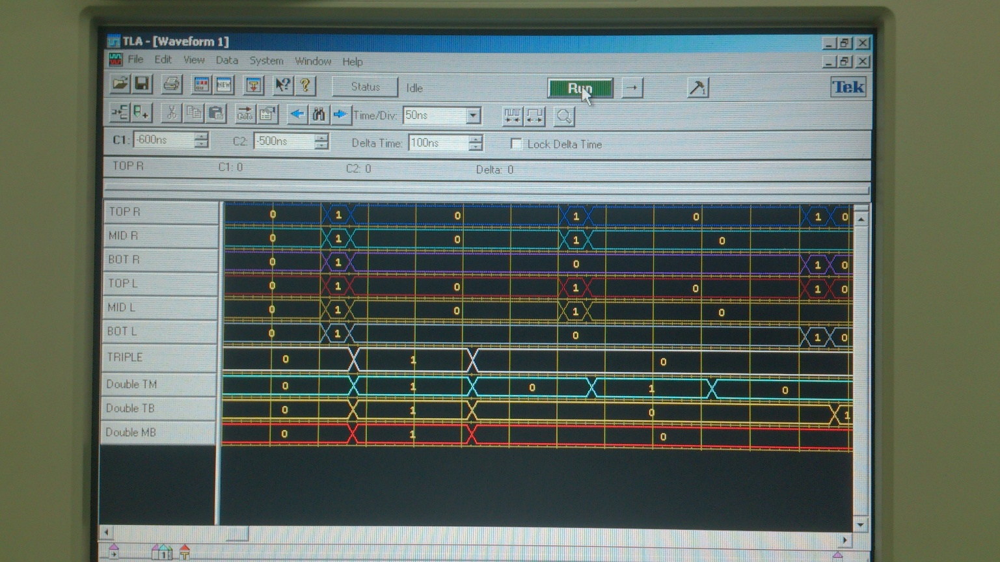 TLA - [Waveform 1]
File Edit View Data System Window Help
NEW Status Idle Run Tek
GoTo Time/Div: 50ns
C1: -600ns C2: -500ns Delta Time: 100ns Lock Delta Time
TOP R C1: 0 C2: 0 Delta: 0
TOP R 0 1 0 1 0 1 0
MID R 0 1 0 1 0
BOT R 0 1 0 1 0
TOP L 0 1 0 1 0 1 0
MID L 0 1 0 1 0
BOT L 0 1 0 1 0
TRIPLE 0 1 0
Double TM 0 1 0 1 0
Double TB 0 1 0 1
Double MB 0 1 0
1